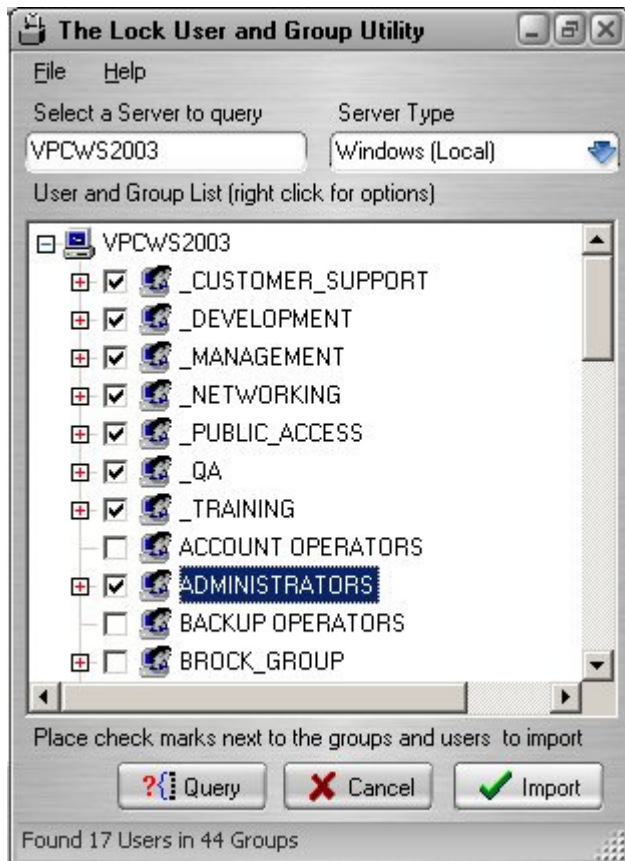 The Lock User and Group Utility
File Help
Select a Server to query Server Type
VPCWS2003 Windows (Local)
User and Group List (right click for options)
VPCWS2003
_CUSTOMER_SUPPORT
_DEVELOPMENT
_MANAGEMENT
_NETWORKING
_PUBLIC_ACCESS
_QA
_TRAINING
ACCOUNT OPERATORS
ADMINISTRATORS
BACKUP OPERATORS
BROCK_GROUP
Place check marks next to the groups and users to import
?{ Query Cancel Import
Found 17 Users in 44 Groups